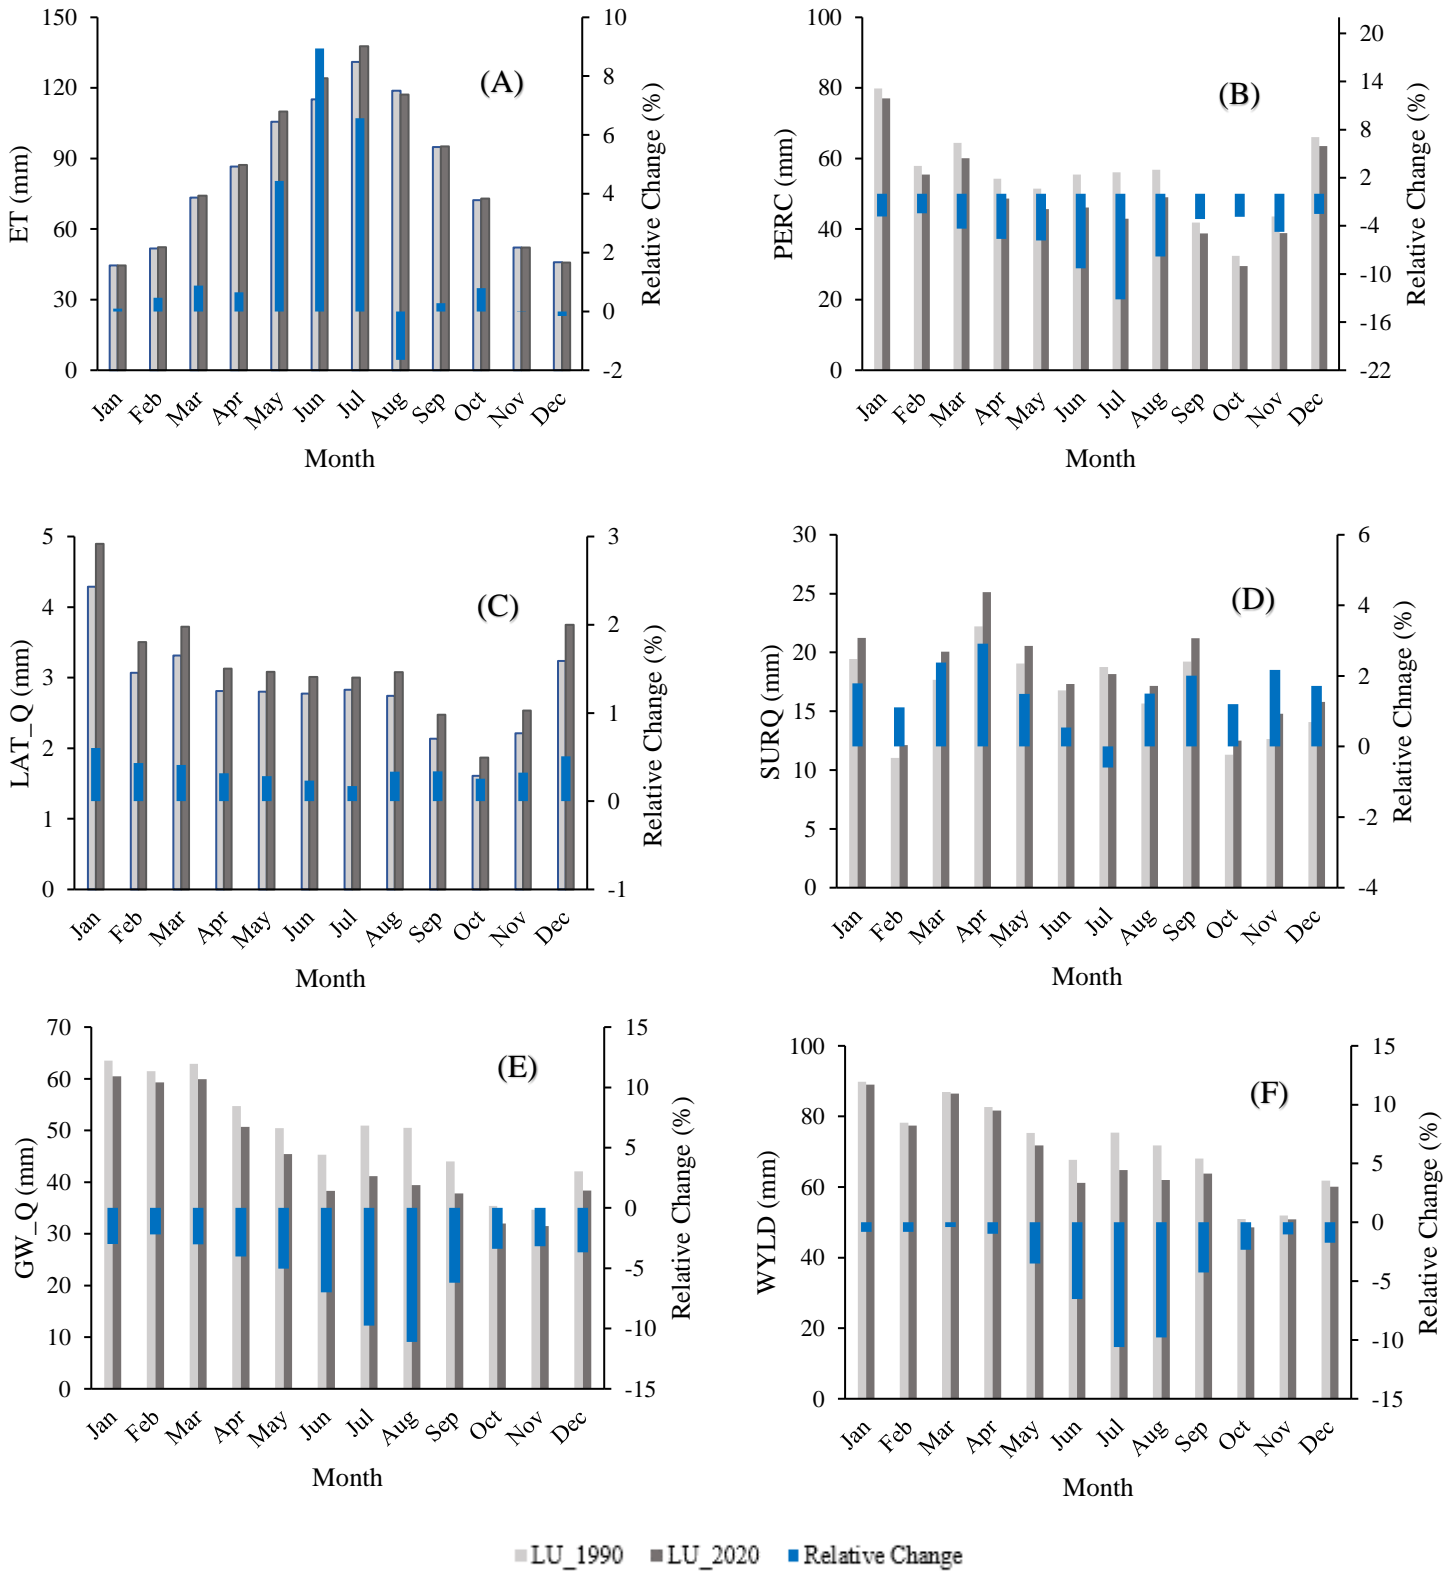 (A)
ET (mm)
150
120
90
60
30
0
10
8
6
4
2
0
-2
Relative Change (%)
Jan Feb Mar Apr May Jun Jul Aug Sep Oct Nov Dec
Month
(B)
PERC (mm)
100
80
60
40
20
0
20
14
8
2
-4
-10
-16
-22
Relative Change (%)
Jan Feb Mar Apr May Jun Jul Aug Sep Oct Nov Dec
Month
(C)
LAT_Q (mm)
5
4
3
2
1
0
3
2
1
0
-1
Relative Change (%)
Jan Feb Mar Apr May Jun Jul Aug Sep Oct Nov Dec
Month
(D)
SURQ (mm)
30
25
20
15
10
5
0
6
4
2
0
-2
-4
Relative Chnage (%)
Jan Feb Mar Apr May Jun Jul Aug Sep Oct Nov Dec
Month
(E)
GW_Q (mm)
70
60
50
40
30
20
10
0
15
10
5
0
-5
-10
-15
Relative Change (%)
Jan Feb Mar Apr May Jun Jul Aug Sep Oct Nov Dec
Month
(F)
WYLD (mm)
100
80
60
40
20
0
15
10
5
0
-5
-10
-15
Relative Change (%)
Jan Feb Mar Apr May Jun Jul Aug Sep Oct Nov Dec
Month
LU_1990 LU_2020 Relative Change